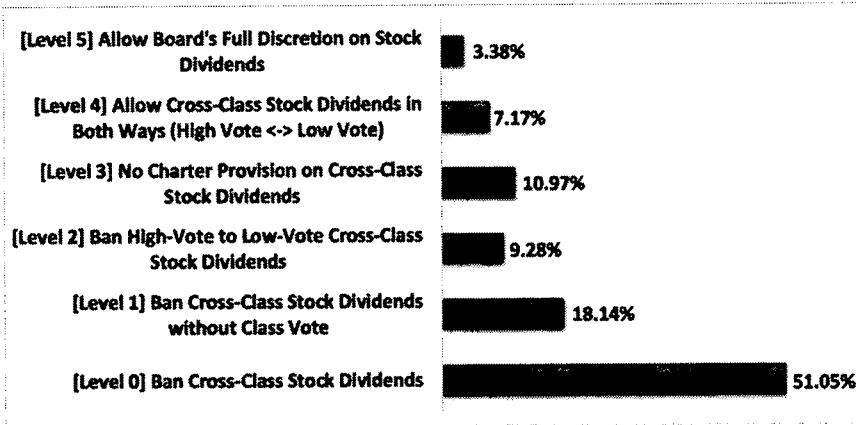 [Level 5] Allow Board's Full Discretion on Stock
Dividends
3.38%
[Level 4] Allow Cross-Class Stock Dividends in
Both Ways (High Vote <-> Low Vote)
7.17%
[Level 3] No Charter Provision on Cross-Class
Stock Dividends
10.97%
[Level 2] Ban High-Vote to Low-Vote Cross-Class
Stock Dividends
9.28%
[Level 1] Ban Cross-Class Stock Dividends
without Class Vote
18.14%
[Level 0] Ban Cross-Class Stock Dividends
51.05%